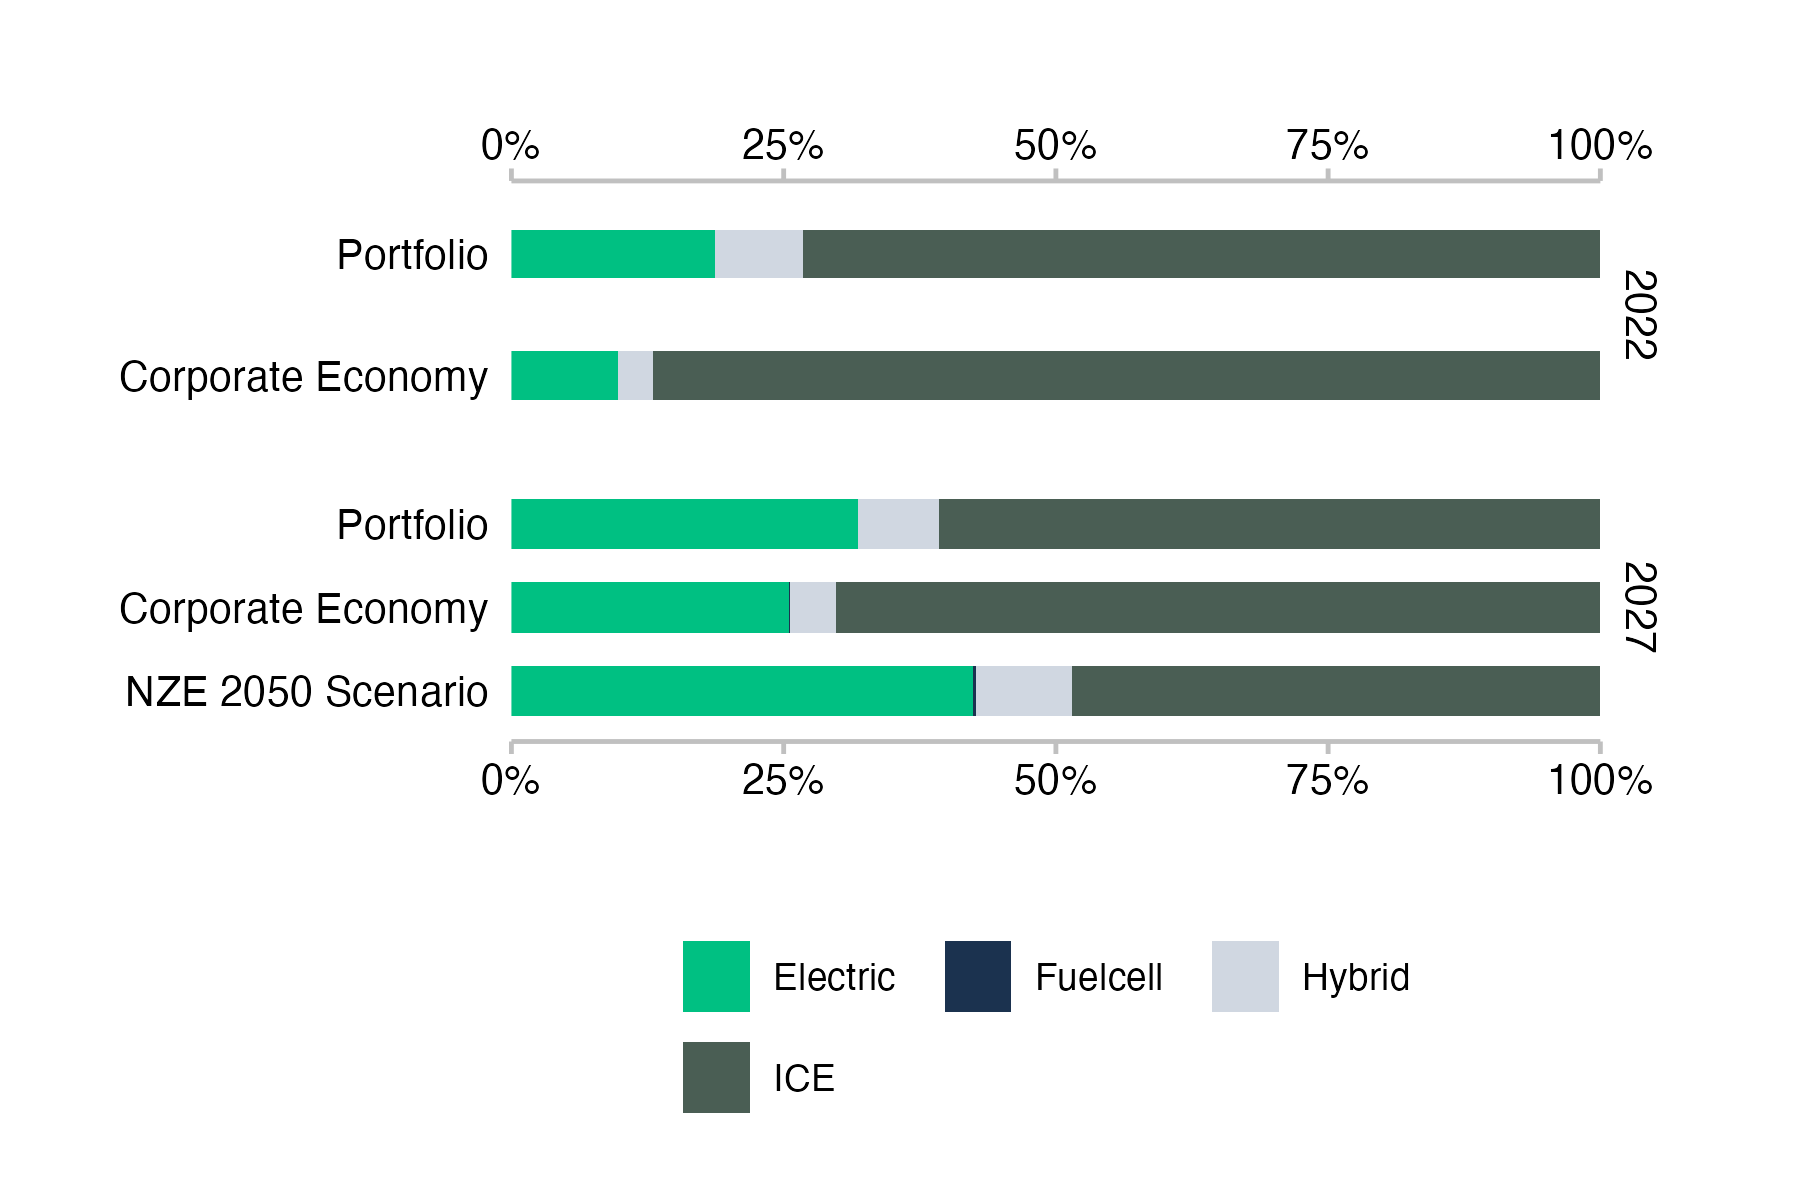 0% 25% 50% 75% 100%
Portfolio
Corporate Economy
2022
Portfolio
Corporate Economy
NZE 2050 Scenario
2027
0% 25% 50% 75% 100%
Electric Fuelcell Hybrid
ICE